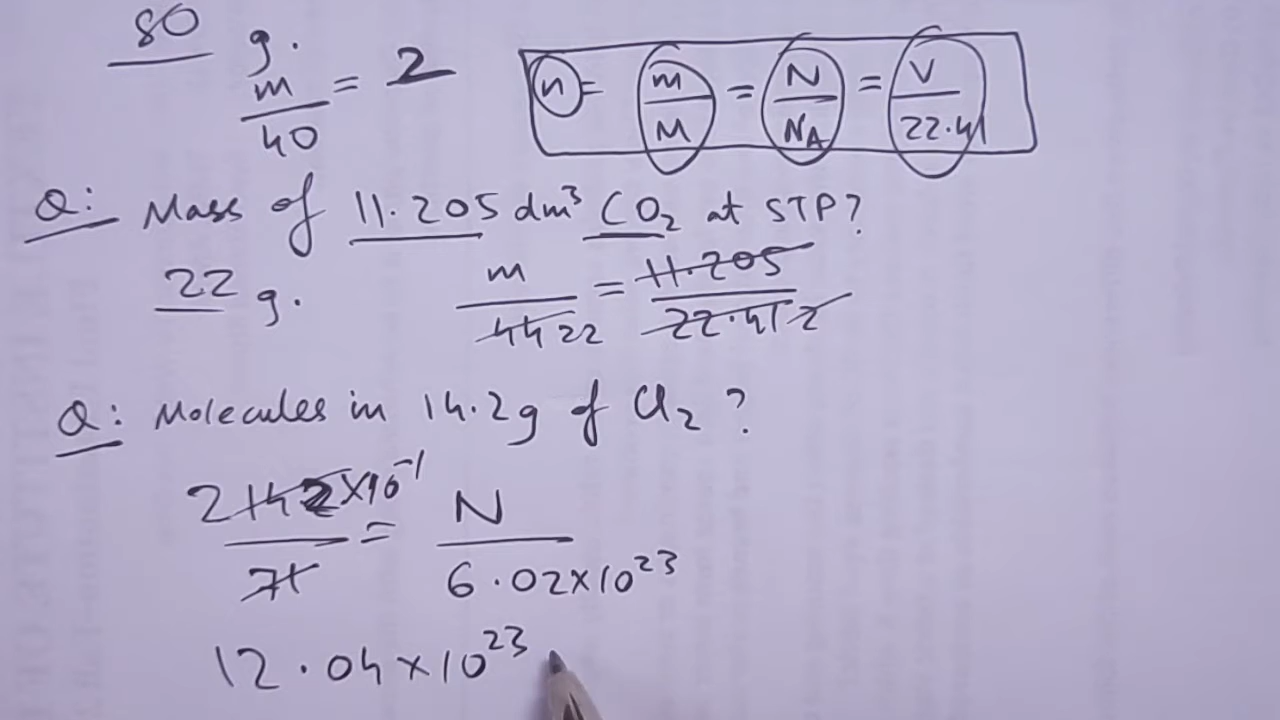 80 g.
m/40 = 2
n = m/M = N/NA = V/22.41
Q: Mass of 11.205 dm³ CO₂ at STP?
22 g.
m/44 22 = 11.205/22.41 2
Q: Molecules in 14.2g of Cl₂ ?
2 142×10⁻¹/71 = N/6.02×10²³
12.04×10²³